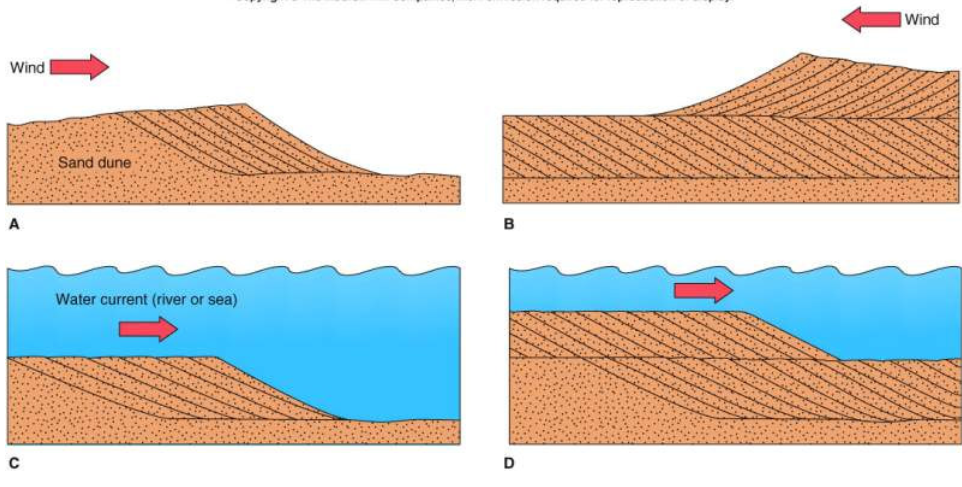 Wind
Wind
Sand dune
A
B
Water current (river or sea)
C
D